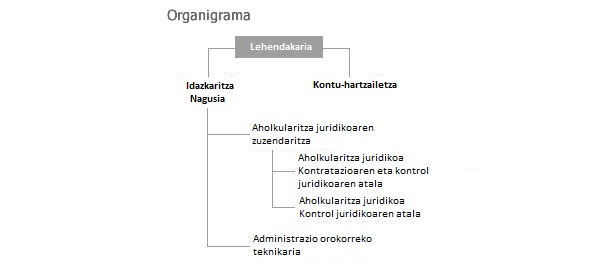 Organigrama
Lehendakaria
Idazkaritza
Nagusia
Kontu-hartzailetza
Aholkularitza juridikoaren
zuzendaritza
Aholkularitza juridikoa
Kontratazioaren eta kontrol
juridikoaren atala
Aholkularitza juridikoa
Kontrol juridikoaren atala
Administrazio orokorreko
teknikaria